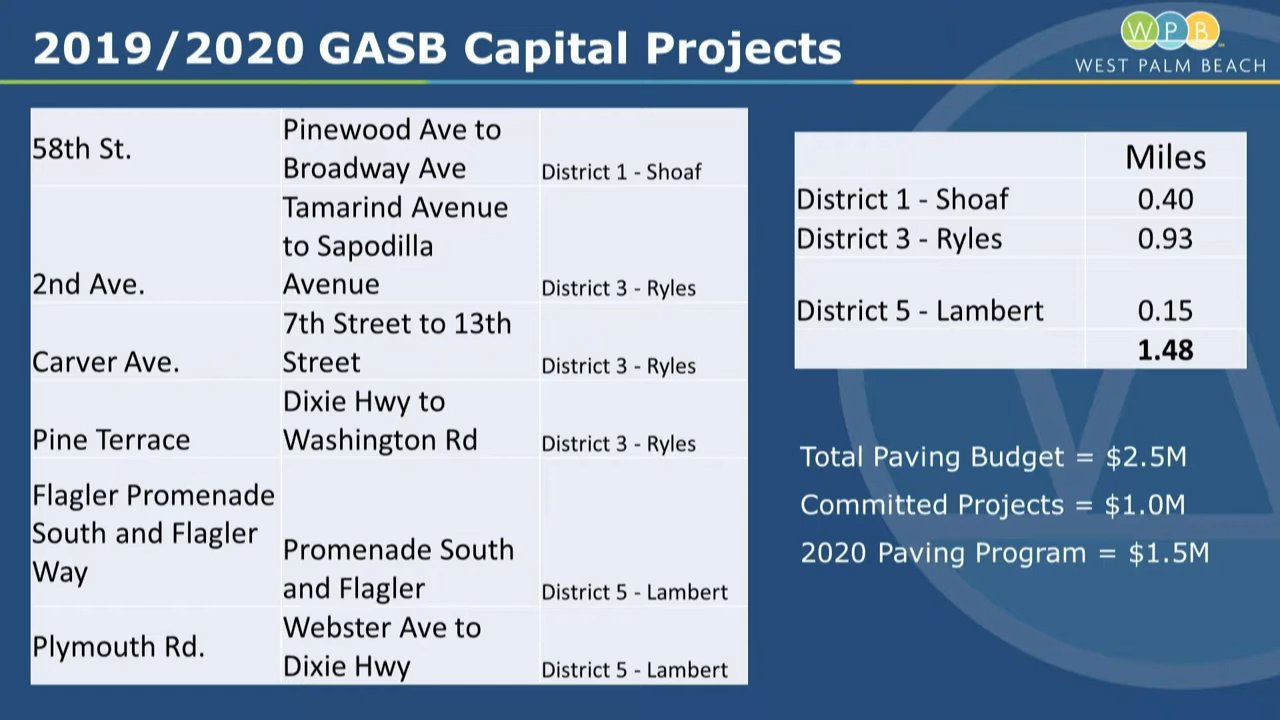 2019/2020 GASB Capital Projects
WPB
WEST PALM BEACH
58th St.
Pinewood Ave to
Broadway Ave
District 1 - Shoaf
2nd Ave.
Tamarind Avenue
to Sapodilla
Avenue
District 3 - Ryles
Carver Ave.
7th Street to 13th
Street
District 3 - Ryles
Pine Terrace
Dixie Hwy to
Washington Rd
District 3 - Ryles
Flagler Promenade
South and Flagler
Way
Promenade South
and Flagler
District 5 - Lambert
Plymouth Rd.
Webster Ave to
Dixie Hwy
District 5 - Lambert
Miles
District 1 - Shoaf 0.40
District 3 - Ryles 0.93
District 5 - Lambert 0.15
1.48
Total Paving Budget = $2.5M
Committed Projects = $1.0M
2020 Paving Program = $1.5M